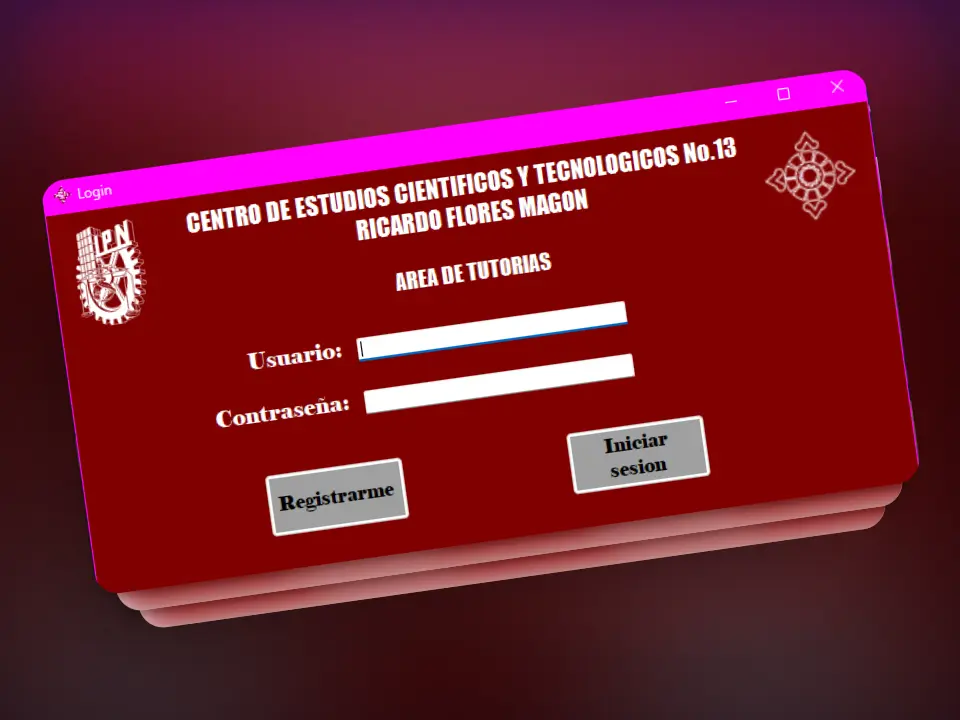 Login
CENTRO DE ESTUDIOS CIENTIFICOS Y TECNOLOGICOS No.13
RICARDO FLORES MAGON
IPN
AREA DE TUTORIAS
Usuario:
Contraseña:
Registrarme
Iniciar
sesion